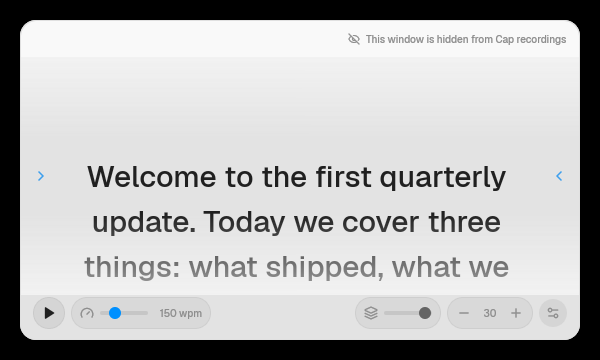 This window is hidden from Cap recordings
Welcome to the first quarterly
update. Today we cover three
things: what shipped, what we
150 wpm
30